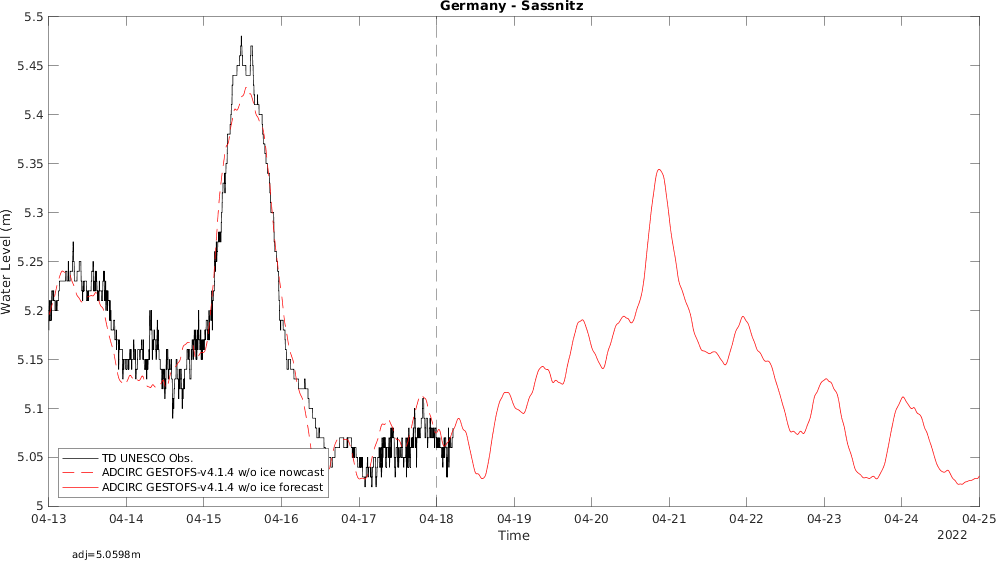 Germany - Sassnitz
5.5
5.45
5.4
5.35
5.3
5.25
5.2
5.15
5.1
5.05
5
Water Level (m)
TD UNESCO Obs.
ADCIRC GESTOFS-v4.1.4 w/o ice nowcast
ADCIRC GESTOFS-v4.1.4 w/o ice forecast
04-13 04-14 04-15 04-16 04-17 04-18 04-19 04-20 04-21 04-22 04-23 04-24 04-25
Time
2022
adj=5.0598m